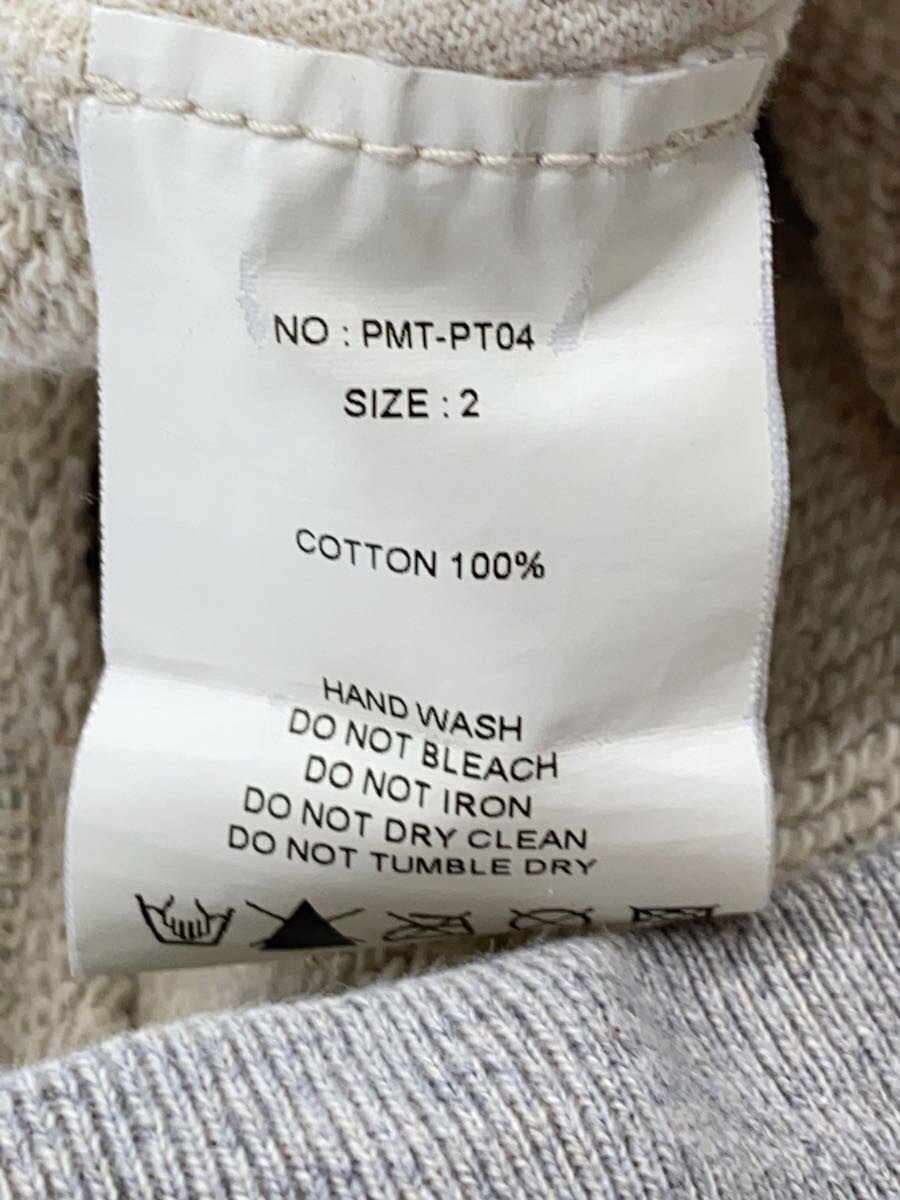 NO : PMT-PT04
SIZE : 2
COTTON 100%
HAND WASH
DO NOT BLEACH
DO NOT IRON
DO NOT DRY CLEAN
DO NOT TUMBLE DRY